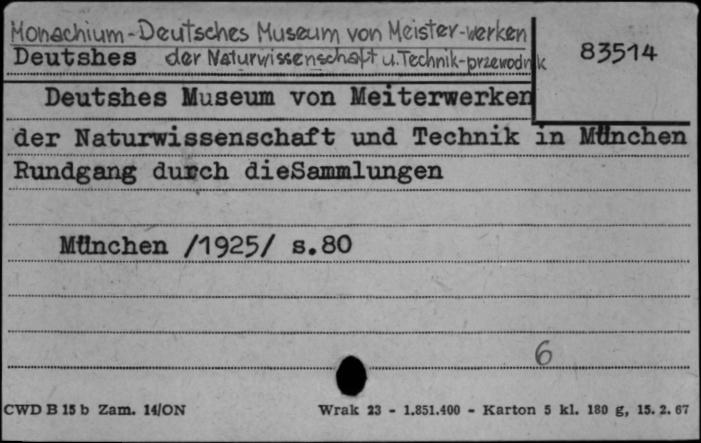 Monachium-Deutsches Museum von Meister-werken
83514
Deutshes der Naturwissenschaft u. Technik-przewodnik
Deutshes Museum von Meiterwerken
der Naturwissenschaft und Technik in München
Rundgang durch dieSammlungen
München /1925/ s.80
6
CWD B 15 b Zam. 14/ON Wrak 23 - 1.851.400 - Karton 5 kl. 180 g, 15. 2. 67